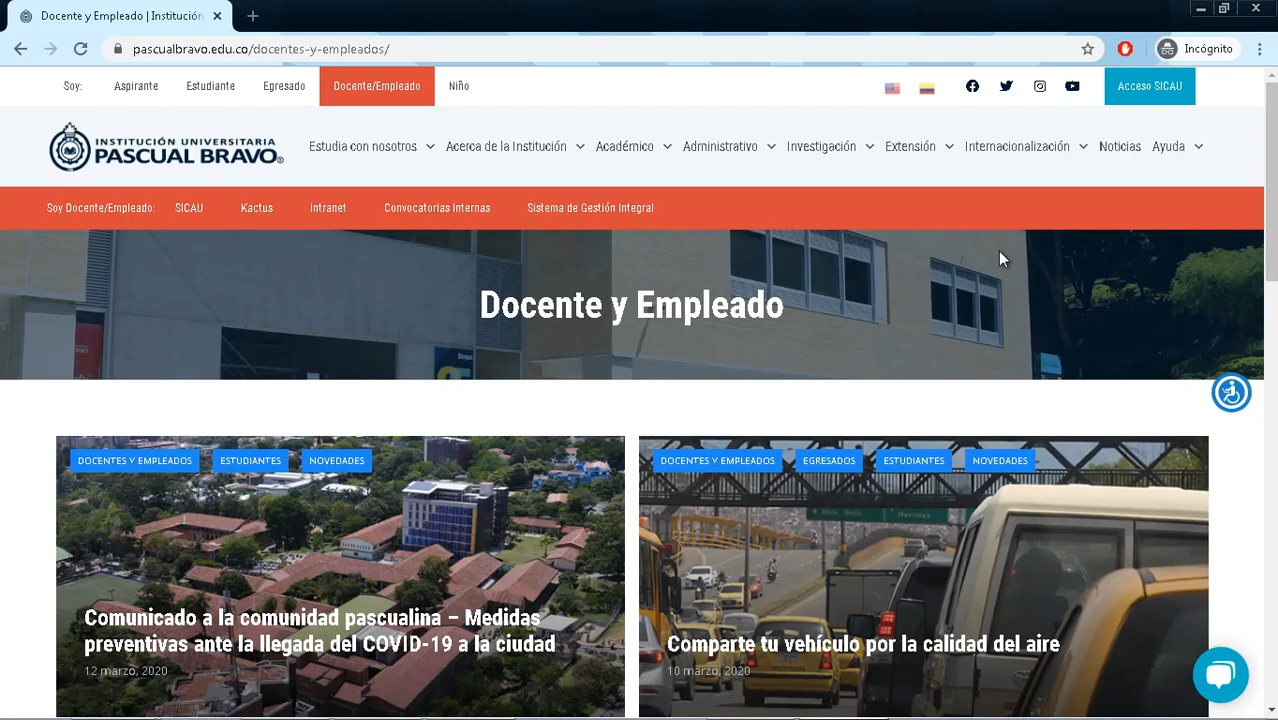 Docente y Empleado | Institución
pascualbravo.edu.co/docentes-y-empleados/
Incógnito
Soy: Aspirante Estudiante Egresado Docente/Empleado Niño
Acceso SICAU
INSTITUCIÓN UNIVERSITARIA
PASCUAL BRAVO
Estudia con nosotros Acerca de la Institución Académico Administrativo Investigación Extensión Internacionalización Noticias Ayuda
Soy Docente/Empleado: SICAU Kactus Intranet Convocatorias Internas Sistema de Gestión Integral
Docente y Empleado
DOCENTES Y EMPLEADOS ESTUDIANTES NOVEDADES
Comunicado a la comunidad pascualina – Medidas
preventivas ante la llegada del COVID-19 a la ciudad
12 marzo, 2020
DOCENTES Y EMPLEADOS EGRESADOS ESTUDIANTES NOVEDADES
Comparte tu vehículo por la calidad del aire
10 marzo, 2020